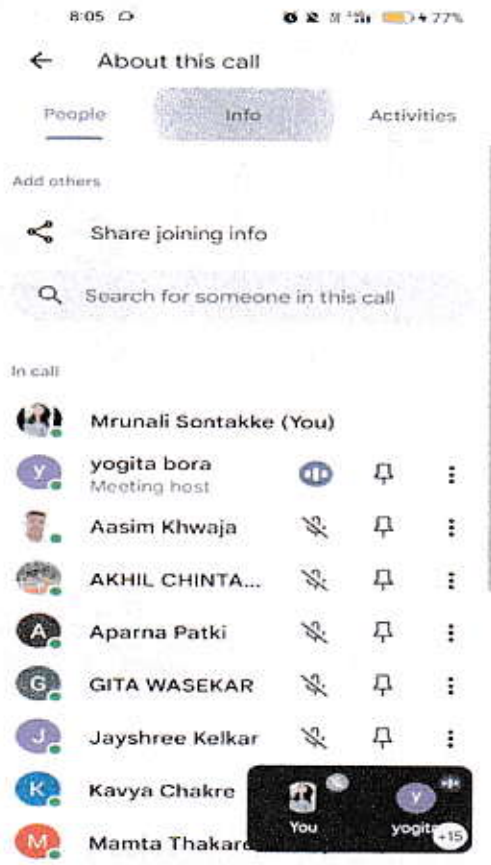 8:05
77%
About this call
People Info Activities
Add others
Share joining info
Search for someone in this call
In call
Mrunali Sontakke (You)
Y yogita bora
Meeting host
Aasim Khwaja
AKHIL CHINTA...
A Aparna Patki
G GITA WASEKAR
J Jayshree Kelkar
K Kavya Chakre
M Mamta Thakare
You
y
yogita
+15